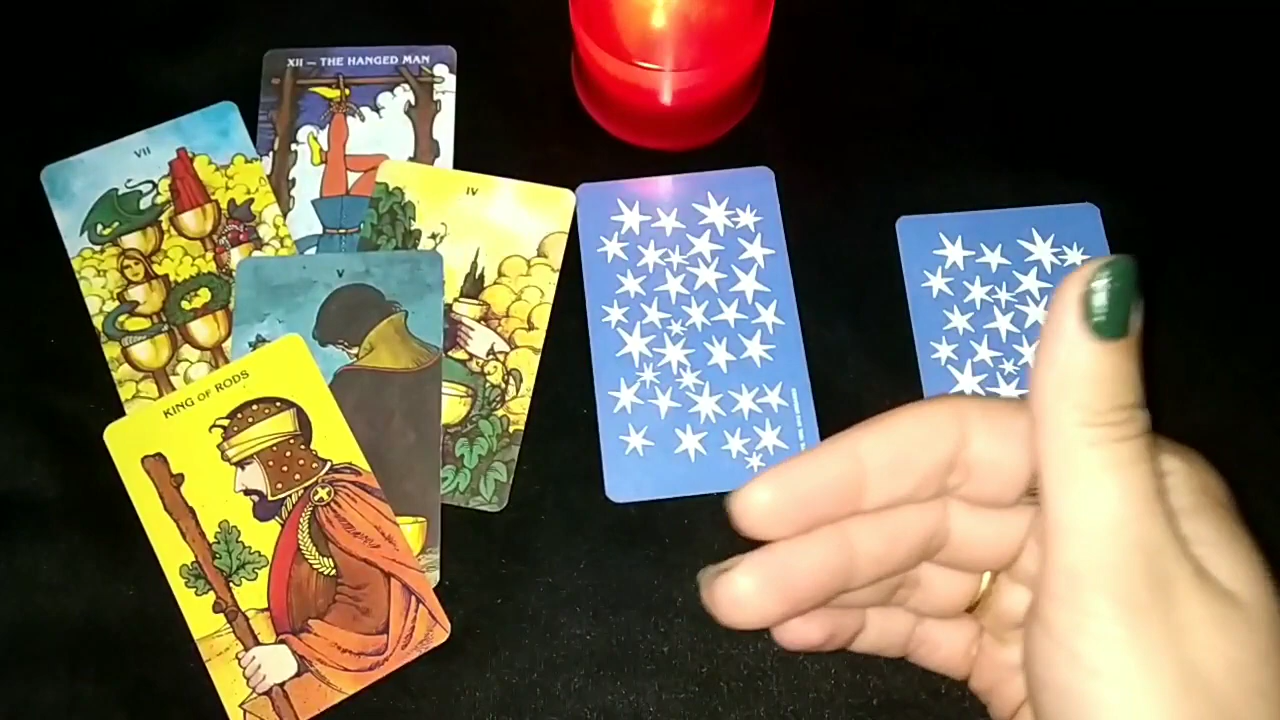 XII — THE HANGED MAN
VII
IV
V
KING OF RODS